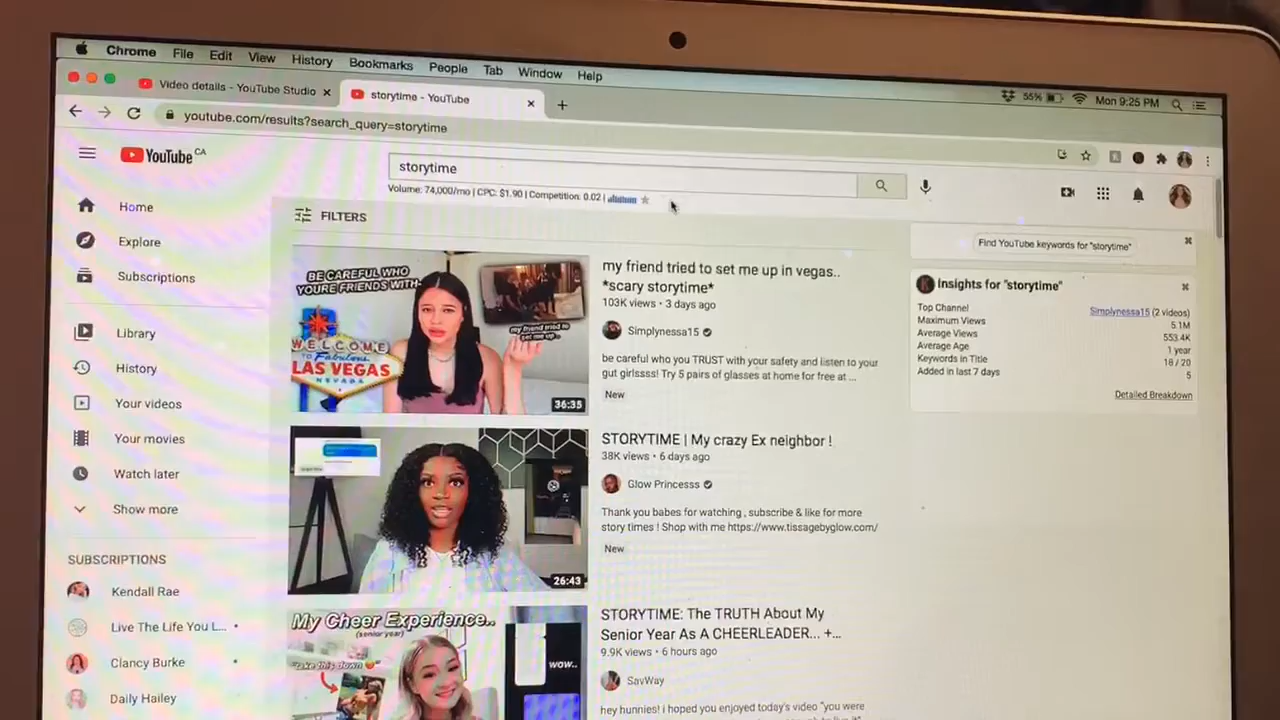 Chrome File Edit View History Bookmarks People Tab Window Help
55% Mon 9:25 PM
Video details - YouTube Studio
storytime - YouTube
youtube.com/results?search_query=storytime
YouTube CA
storytime
Volume: 74,000/mo | CPC: $1.90 | Competition: 0.02 |
Home
Explore
Subscriptions
Library
History
Your videos
Your movies
Watch later
Show more
SUBSCRIPTIONS
Kendall Rae
Live The Life You L...
Clancy Burke
Daily Hailey
FILTERS
BE CAREFUL WHO
YOURE FRIENDS WITH-
my friend tried to
set me up...
WELCOME
To Fabulous
LAS VEGAS
NEVADA
36:35
my friend tried to set me up in vegas..
*scary storytime*
103K views • 3 days ago
Simplynessa15
be careful who you TRUST with your safety and listen to your
gut girlssss! Try 5 pairs of glasses at home for free at ...
New
26:43
STORYTIME | My crazy Ex neighbor !
38K views • 6 days ago
Glow Princesss
Thank you babes for watching , subscribe & like for more
story times ! Shop with me https://www.tissagebyglow.com/
New
My Cheer Experience..
(senior year)
"take this down
wow..
STORYTIME: The TRUTH About My
Senior Year As A CHEERLEADER... +...
9.9K views • 6 hours ago
SavWay
hey hunnies! i hoped you enjoyed today's video "you were
Find YouTube keywords for "storytime"
Insights for "storytime"
Top Channel Simplynessa15 (2 videos)
Maximum Views 5.1M
Average Views 553.4K
Average Age 1 year
Keywords in Title 18 / 20
Added in last 7 days 5
Detailed Breakdown